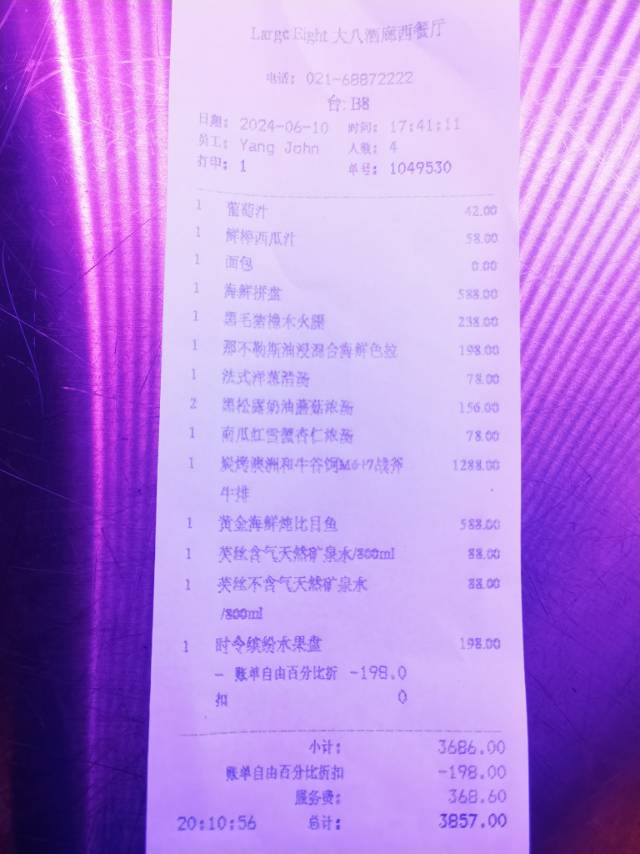 Large Eight 大八酒廊西餐厅
电话: 021-68872222
台: B8
日期: 2024-06-10 时间: 17:41:11
员工: Yang John 人数: 4
打印: 1 单号: 1049530
1 葡萄汁 42.00
1 鲜榨西瓜汁 58.00
1 面包 0.00
1 海鲜拼盘 588.00
1 黑毛猪橡木火腿 238.00
1 那不勒斯油浸混合海鲜色拉 198.00
1 法式洋葱清汤 78.00
2 黑松露奶油蘑菇浓汤 156.00
1 南瓜红雪蟹杏仁浓汤 78.00
1 炭烤澳洲和牛谷饲M6+7战斧 1288.00
牛排
1 黄金海鲜炖比目鱼 588.00
1 芙丝含气天然矿泉水/800ml 88.00
1 芙丝不含气天然矿泉水 88.00
/800ml
1 时令缤纷水果盘 198.00
- 账单自由百分比折 -198.0
扣 0
小计: 3686.00
账单自由百分比折扣 -198.00
服务费: 368.60
20:10:56 总计: 3857.00